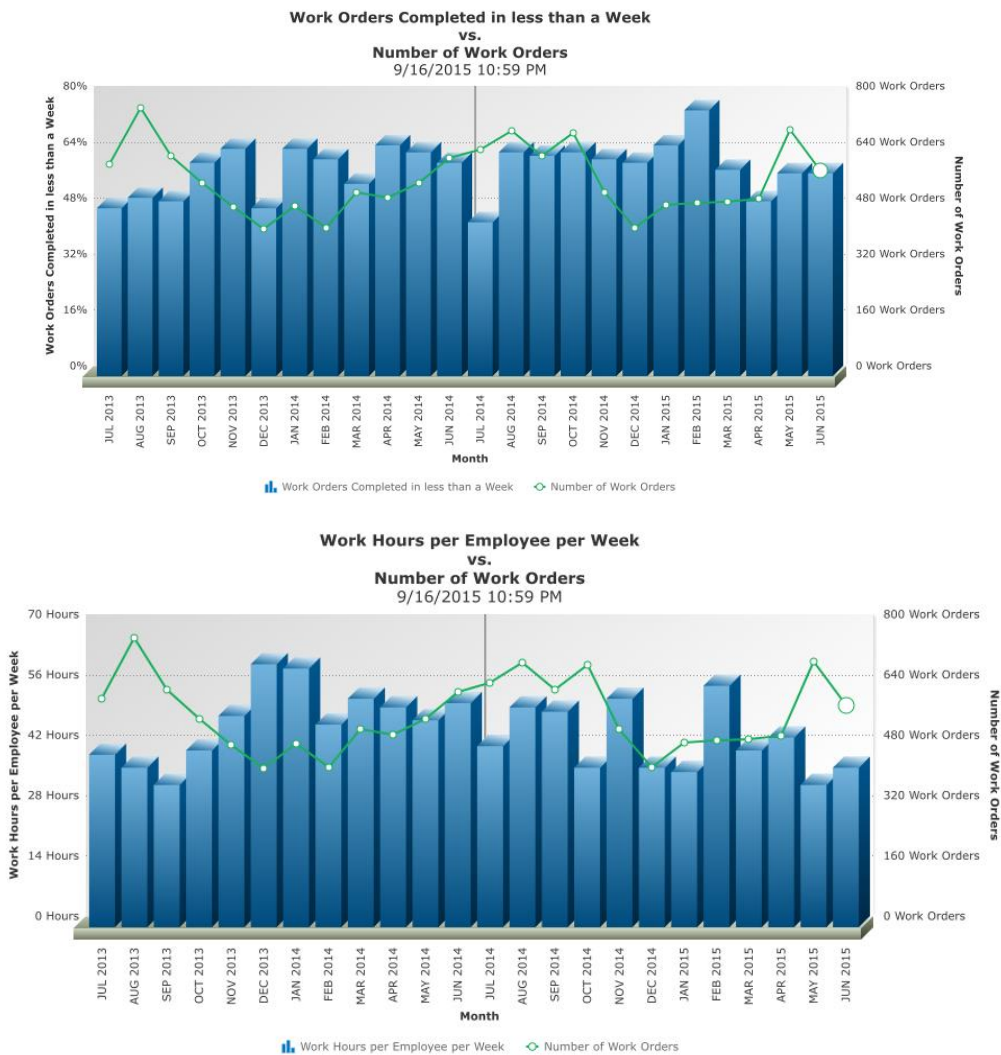 Work Orders Completed in less than a Week
vs.
Number of Work Orders
9/16/2015 10:59 PM
Work Orders Completed in less than a Week
80%
64%
48%
32%
16%
0%
800 Work Orders
640 Work Orders
480 Work Orders
320 Work Orders
160 Work Orders
0 Work Orders
Number of Work Orders
JUL 2013
AUG 2013
SEP 2013
OCT 2013
NOV 2013
DEC 2013
JAN 2014
FEB 2014
MAR 2014
APR 2014
MAY 2014
JUN 2014
JUL 2014
AUG 2014
SEP 2014
OCT 2014
NOV 2014
DEC 2014
JAN 2015
FEB 2015
MAR 2015
APR 2015
MAY 2015
JUN 2015
Month
Work Orders Completed in less than a Week
Number of Work Orders
Work Hours per Employee per Week
vs.
Number of Work Orders
9/16/2015 10:59 PM
Work Hours per Employee per Week
70 Hours
56 Hours
42 Hours
28 Hours
14 Hours
0 Hours
800 Work Orders
640 Work Orders
480 Work Orders
320 Work Orders
160 Work Orders
0 Work Orders
Number of Work Orders
JUL 2013
AUG 2013
SEP 2013
OCT 2013
NOV 2013
DEC 2013
JAN 2014
FEB 2014
MAR 2014
APR 2014
MAY 2014
JUN 2014
JUL 2014
AUG 2014
SEP 2014
OCT 2014
NOV 2014
DEC 2014
JAN 2015
FEB 2015
MAR 2015
APR 2015
MAY 2015
JUN 2015
Month
Work Hours per Employee per Week
Number of Work Orders